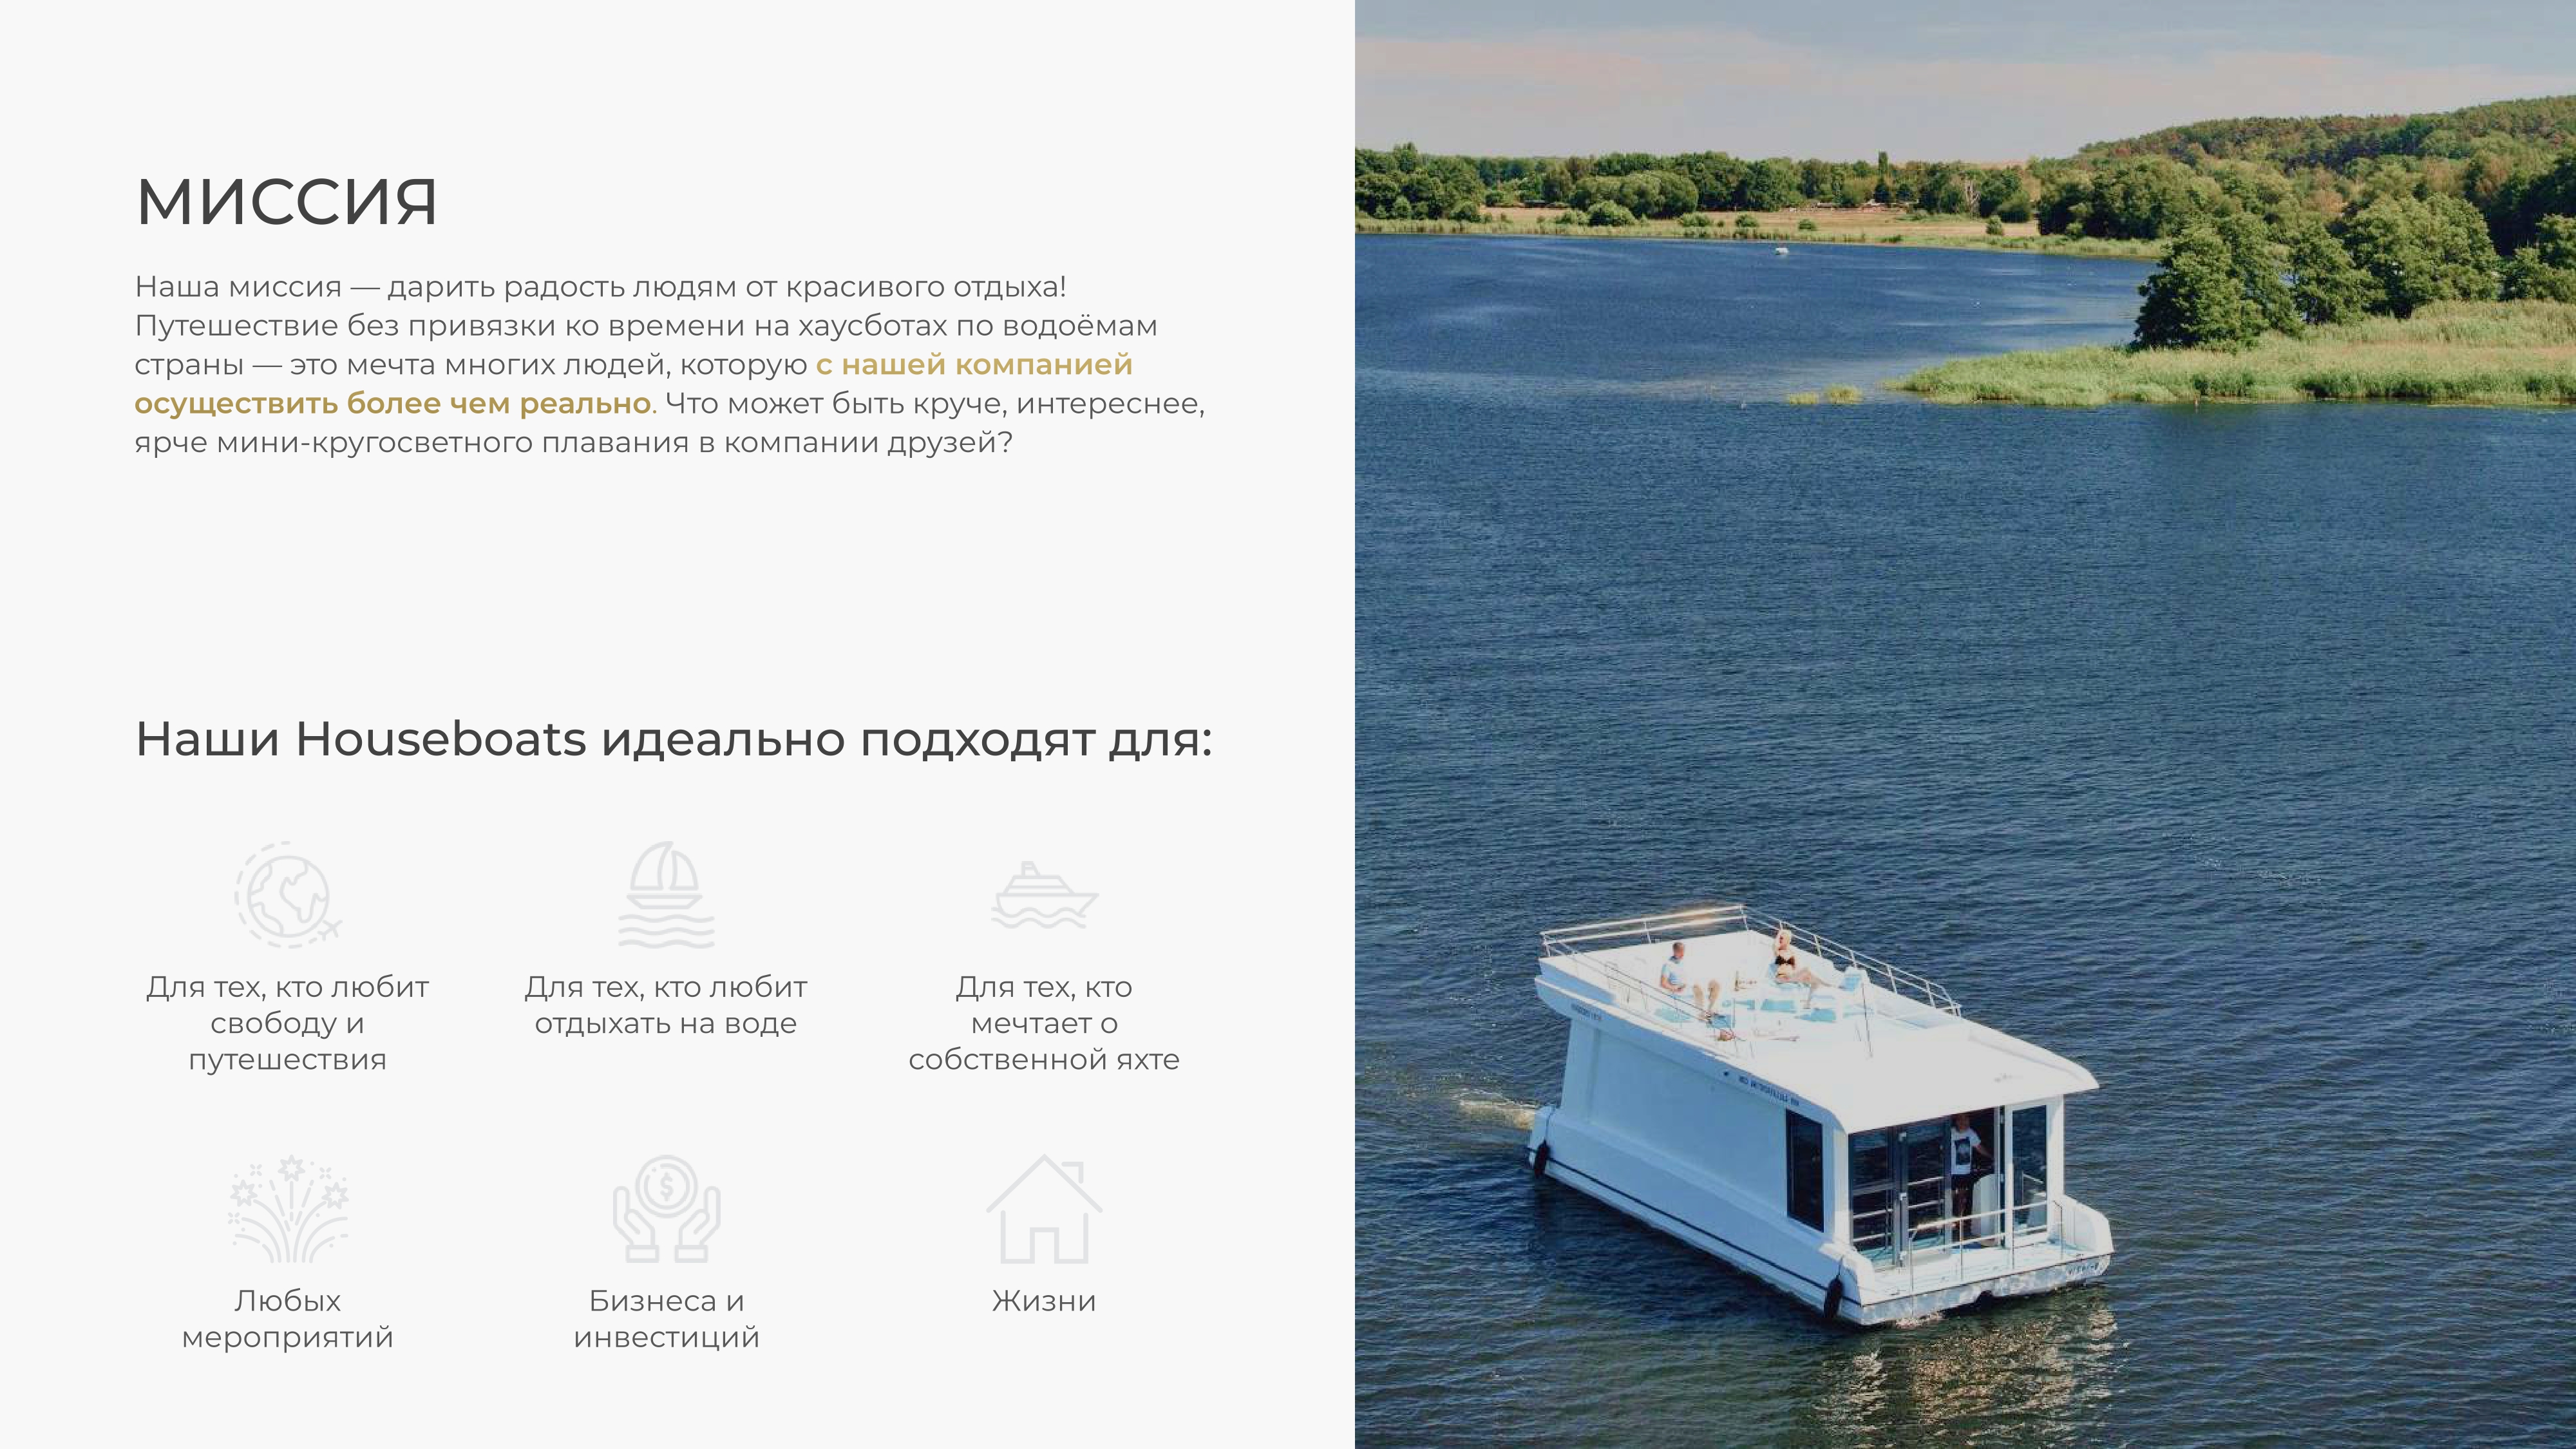 МИССИЯ
Наша миссия — дарить радость людям от красивого отдыха!
Путешествие без привязки ко времени на хаусботах по водоёмам
страны — это мечта многих людей, которую с нашей компанией
осуществить более чем реально. Что может быть круче, интереснее,
ярче мини-кругосветного плавания в компании друзей?
Наши Houseboats идеально подходят для:
Для тех, кто любит
свободу и
путешествия
Для тех, кто любит
отдыхать на воде
Для тех, кто
мечтает о
собственной яхте
Любых
мероприятий
$
Бизнеса и
инвестиций
Жизни